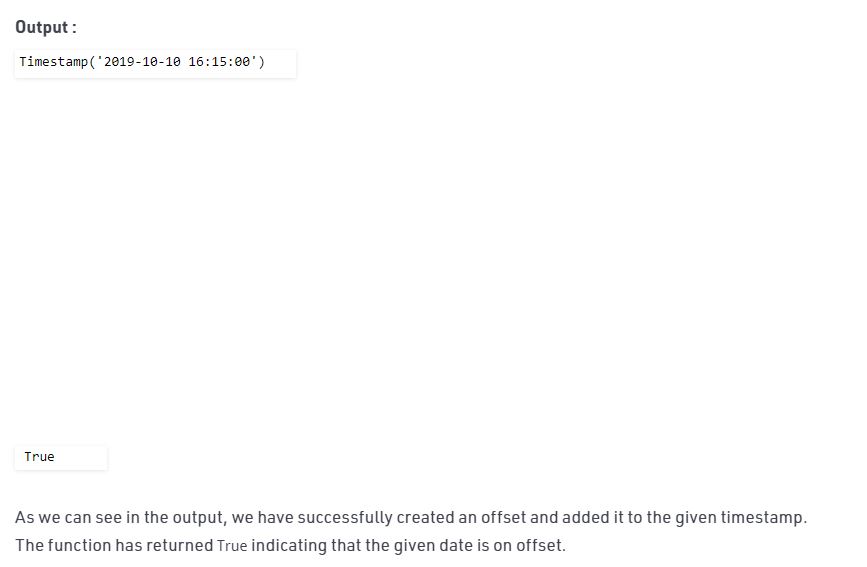 Output :
Timestamp('2019-10-10 16:15:00')
True
As we can see in the output, we have successfully created an offset and added it to the given timestamp.
The function has returned True indicating that the given date is on offset.